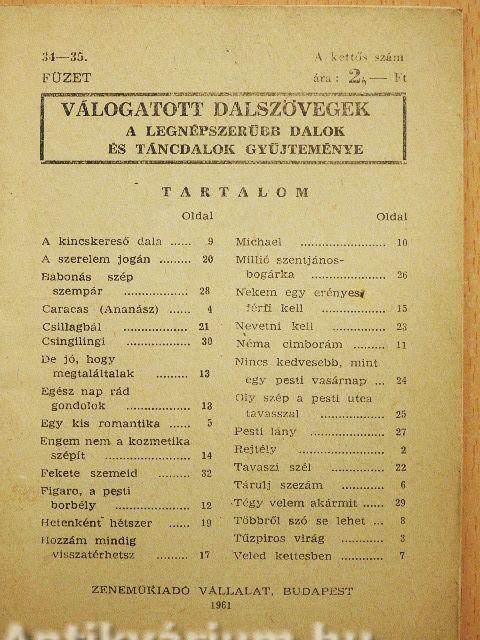 34—35.
FÜZET
A kettős szám
ára: 2,— Ft
VÁLOGATOTT DALSZÖVEGEK
A LEGNÉPSZERŰBB DALOK
ÉS TÁNCDALOK GYŰJTEMÉNYE
TARTALOM
Oldal
A kincskereső dala ...... 9
A szerelem jogán ......... 20
Babonás szép
szempár .................. 28
Caracas (Ananász) ...... 4
Csillagbál .................. 21
Csingilingi .................. 30
De jó, hogy
megtaláltalak ............ 13
Egész nap rád
gondolok .................. 18
Egy kis romantika ...... 5
Engem nem a kozmetika
szépít ..................... 14
Fekete szemeid ......... 32
Figaro, a pesti
borbély .................. 12
Hetenként hétszer ...... 19
Hozzám mindig
visszatérhetsz ......... 17
Oldal
Michael ..................... 10
Millió szentjános-
bogárka .................. 26
Nekem egy erényes
férfi kell .................. 15
Nevetni kell ............... 23
Néma cimborám ......... 11
Nincs kedvesebb, mint
egy pesti vasárnap ... 24
Oly szép a pesti utca
tavasszal .................. 25
Pesti lány .................. 27
Rejtély ..................... 2
Tavaszi szél ............... 22
Tárulj szezám ............ 6
Tégy velem akármit ...... 29
Többről szó se lehet ... 8
Tűzpiros virág ............ 3
Veled kettesben ............ 7
ZENEMŰKIADÓ VÁLLALAT, BUDAPEST
1961
Antikvárium.hu